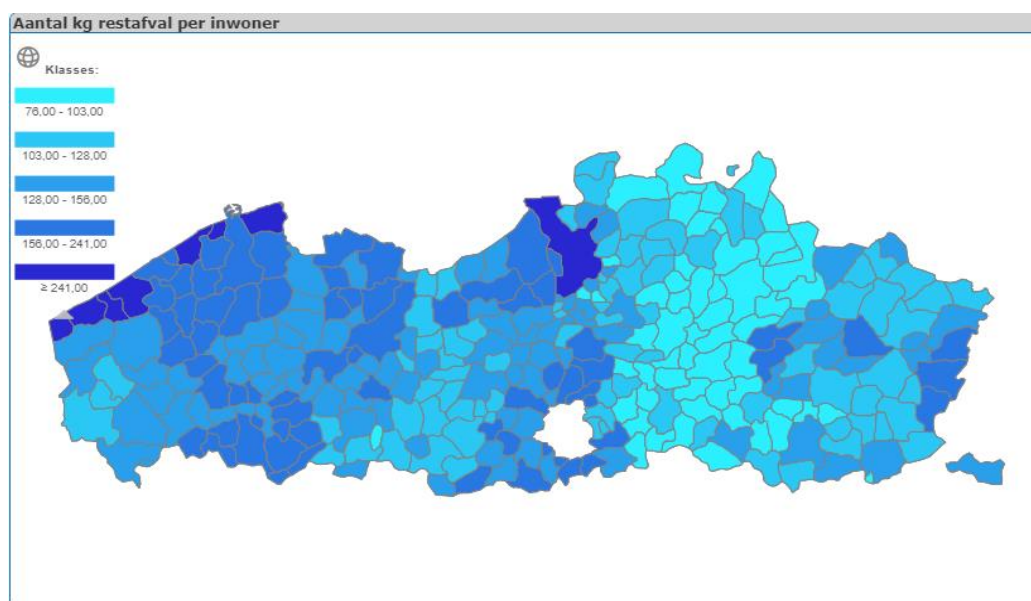 Aantal kg restafval per inwoner
Klasses:
76,00 - 103,00
103,00 - 128,00
128,00 - 156,00
156,00 - 241,00
≥ 241,00